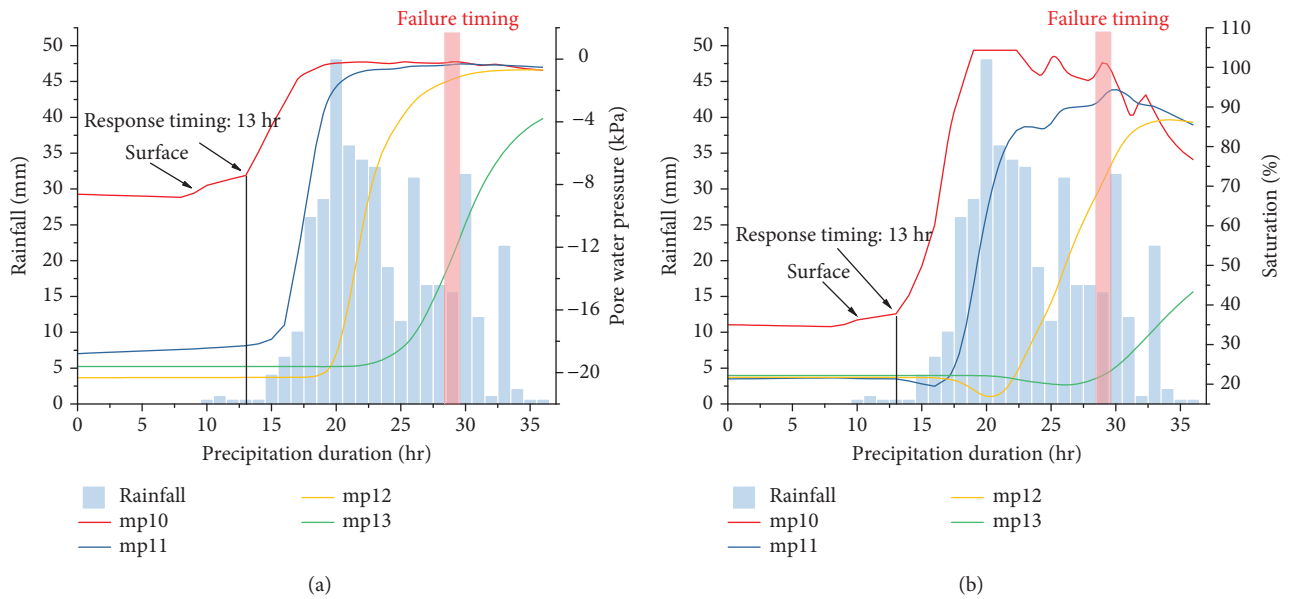 Failure timing
50
45
40
35
30
25
20
15
10
5
0
Rainfall (mm)
0
−4
−8
−12
−16
−20
Pore water pressure (kPa)
Response timing: 13 hr
Surface
0 5 10 15 20 25 30 35
Precipitation duration (hr)
Rainfall
mp10
mp11
mp12
mp13
(a)
Failure timing
50
45
40
35
30
25
20
15
10
5
0
Rainfall (mm)
110
100
90
80
70
60
50
40
30
20
Saturation (%)
Response timing: 13 hr
Surface
0 5 10 15 20 25 30 35
Precipitation duration (hr)
Rainfall
mp10
mp11
mp12
mp13
(b)